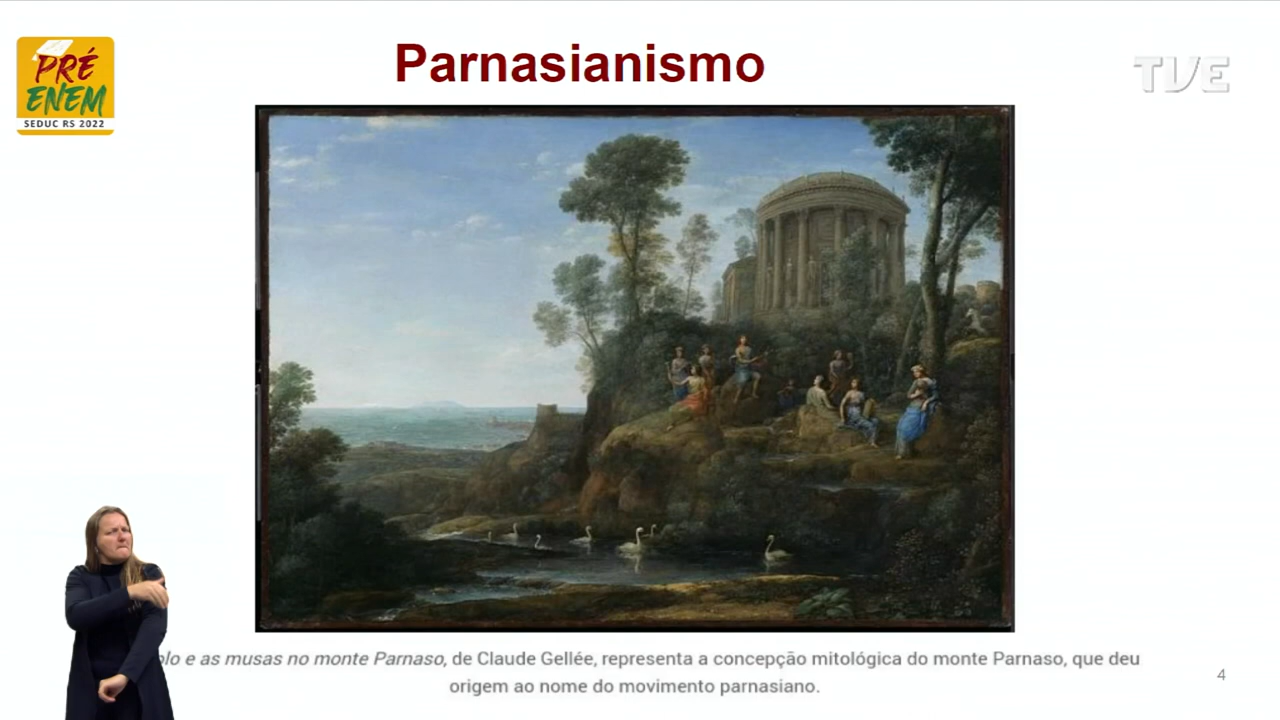 PRÉ
ENEM
SEDUC RS 2022
Parnasianismo
TVE
e as musas no monte Parnaso, de Claude Gellée, representa a concepção mitológica do monte Parnaso, que deu
origem ao nome do movimento parnasiano.
4